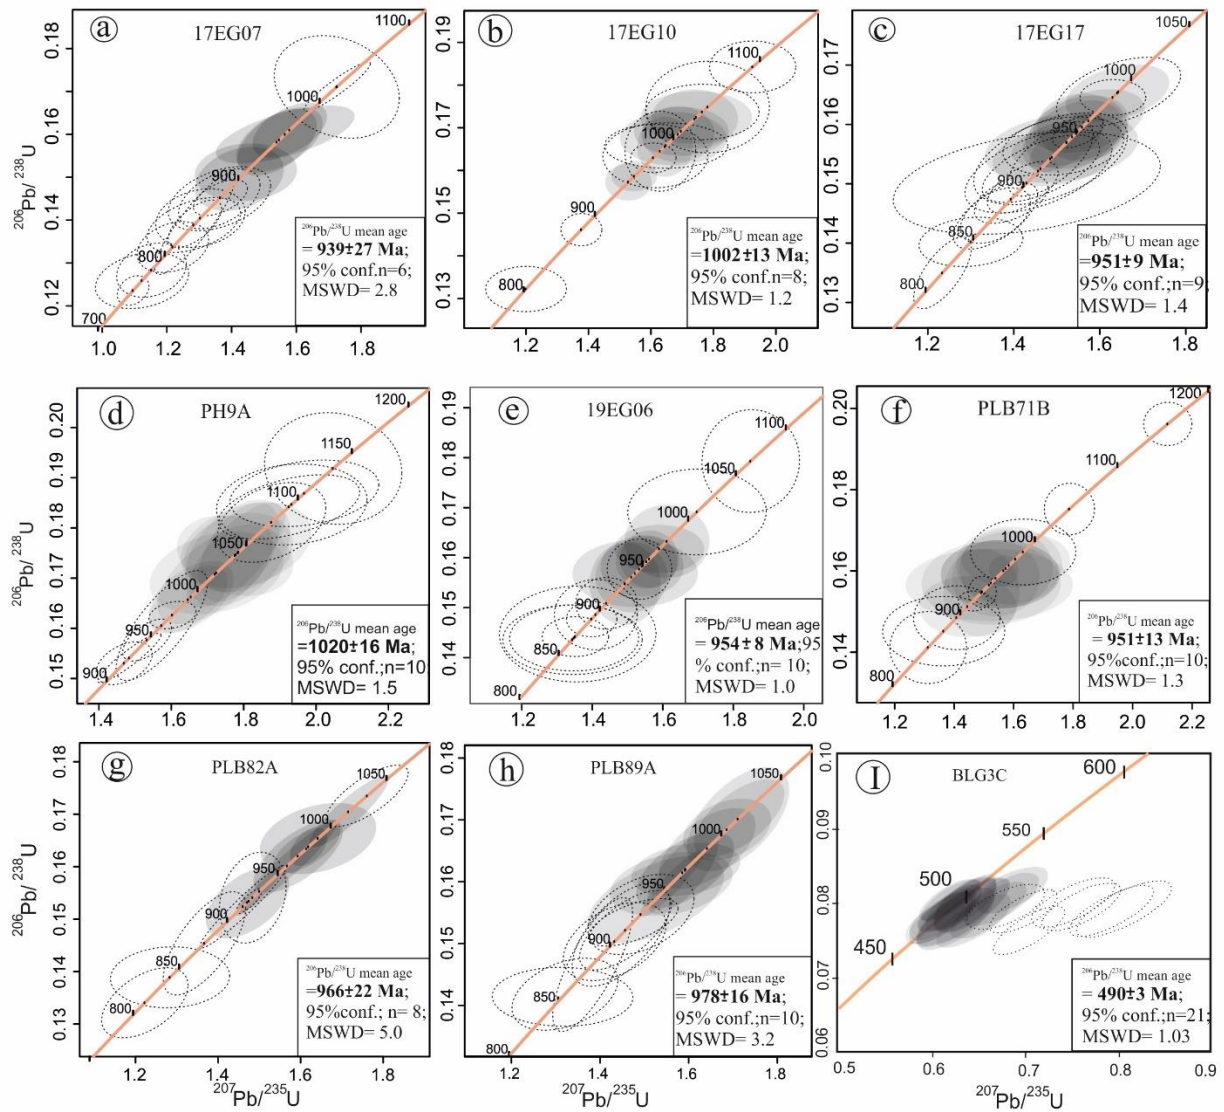 a
17EG07
0.18
0.16
0.14
0.12
206Pb/ 238U
700
800
900
1000
1100
206Pb/238U mean age
= 939±27 Ma;
95% conf.n=6;
MSWD = 2.8
1.0
1.2
1.4
1.6
1.8
b
17EG10
0.19
0.17
0.15
0.13
800
900
1000
1100
206Pb/238U mean age
=1002±13 Ma;
95% conf.;n=8;
MSWD = 1.2
1.2
1.4
1.6
1.8
2.0
c
17EG17
0.17
0.16
0.15
0.14
0.13
800
850
900
950
1000
1050
206Pb/238U mean age
=951±9 Ma;
95% conf.;n=9;
MSWD = 1.4
1.2
1.4
1.6
1.8
d
PH9A
0.20
0.19
0.18
0.17
0.16
0.15
206Pb/ 238U
900
950
1000
1050
1100
1150
1200
206Pb/238U mean age
=1020±16 Ma;
95% conf.;n=10;
MSWD = 1.5
1.4
1.6
1.8
2.0
2.2
e
19EG06
0.19
0.18
0.17
0.16
0.15
0.14
800
850
900
950
1000
1050
1100
206Pb/238U mean age
= 954±8 Ma;95
% conf.;n= 10;
MSWD = 1.0
1.2
1.4
1.6
1.8
2.0
f
PLB71B
0.20
0.18
0.16
0.14
800
900
1000
1100
1200
206Pb/238U mean age
= 951±13 Ma;
95%conf.;n=10;
MSWD = 1.3
1.2
1.4
1.6
1.8
2.0
2.2
g
PLB82A
0.18
0.17
0.16
0.15
0.14
0.13
206Pb/ 238U
800
850
900
950
1000
1050
206Pb/238U mean age
=966±22 Ma;
95%conf.; n= 8;
MSWD= 5.0
1.2
1.4
1.6
1.8
207Pb/235U
h
PLB89A
0.18
0.17
0.16
0.15
0.14
800
850
900
950
1000
1050
206Pb/238U mean age
= 978±16 Ma;
95% conf.;n=10;
MSWD= 3.2
1.2
1.4
1.6
1.8
I
BLG3C
0.10
0.09
0.08
0.07
0.06
450
500
550
600
206Pb/238U mean age
= 490±3 Ma;
95% conf.;n=21;
MSWD = 1.03
0.5
0.6
0.7
0.8
0.9
207Pb/235U